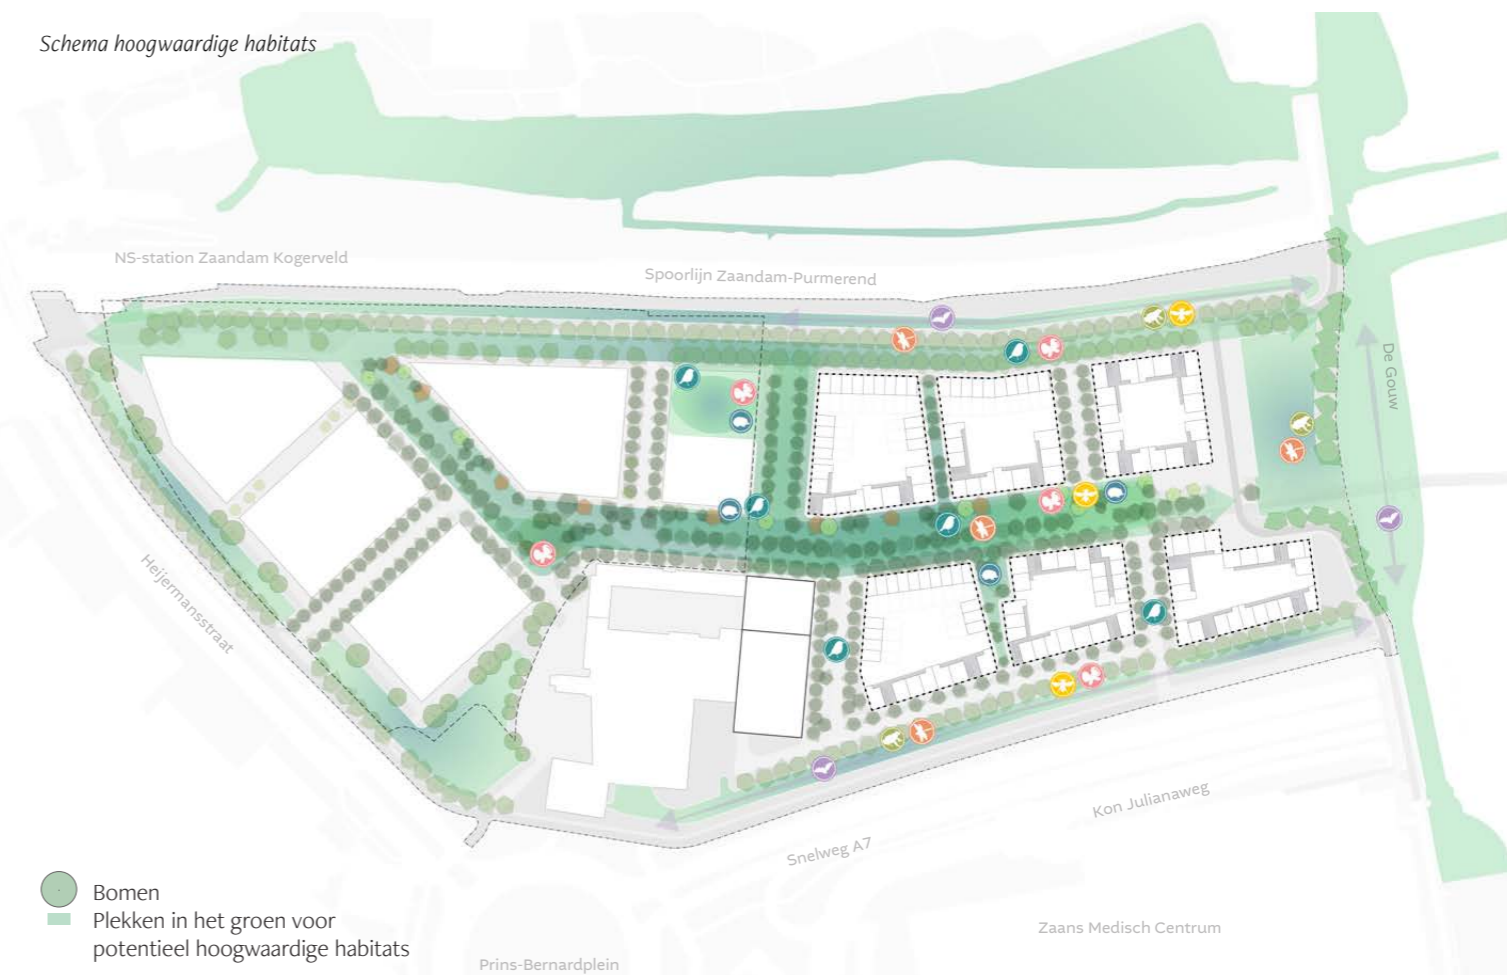 Schema hoogwaardige habitats
NS-station Zaandam Kogerveld
Spoorlijn Zaandam-Purmerend
De Gouw
Heijermansstraat
Kon Julianaweg
Snelweg A7
Bomen
Plekken in het groen voor
potentieel hoogwaardige habitats
Zaans Medisch Centrum
Prins-Bernardplein